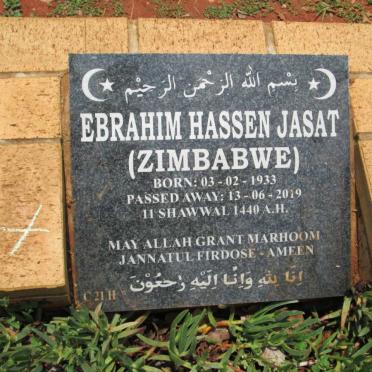 بسم الله الرحمن الرحيم
EBRAHIM HASSEN JASAT
(ZIMBABWE)
BORN: 03 - 02 - 1933
PASSED AWAY: 13 - 06 - 2019
11 SHAWWAL 1440 A.H.
MAY ALLAH GRANT MARHOOM
JANNATUL FIRDOSE - AMEEN
انا لله وانا اليه رجعون
C 21 H